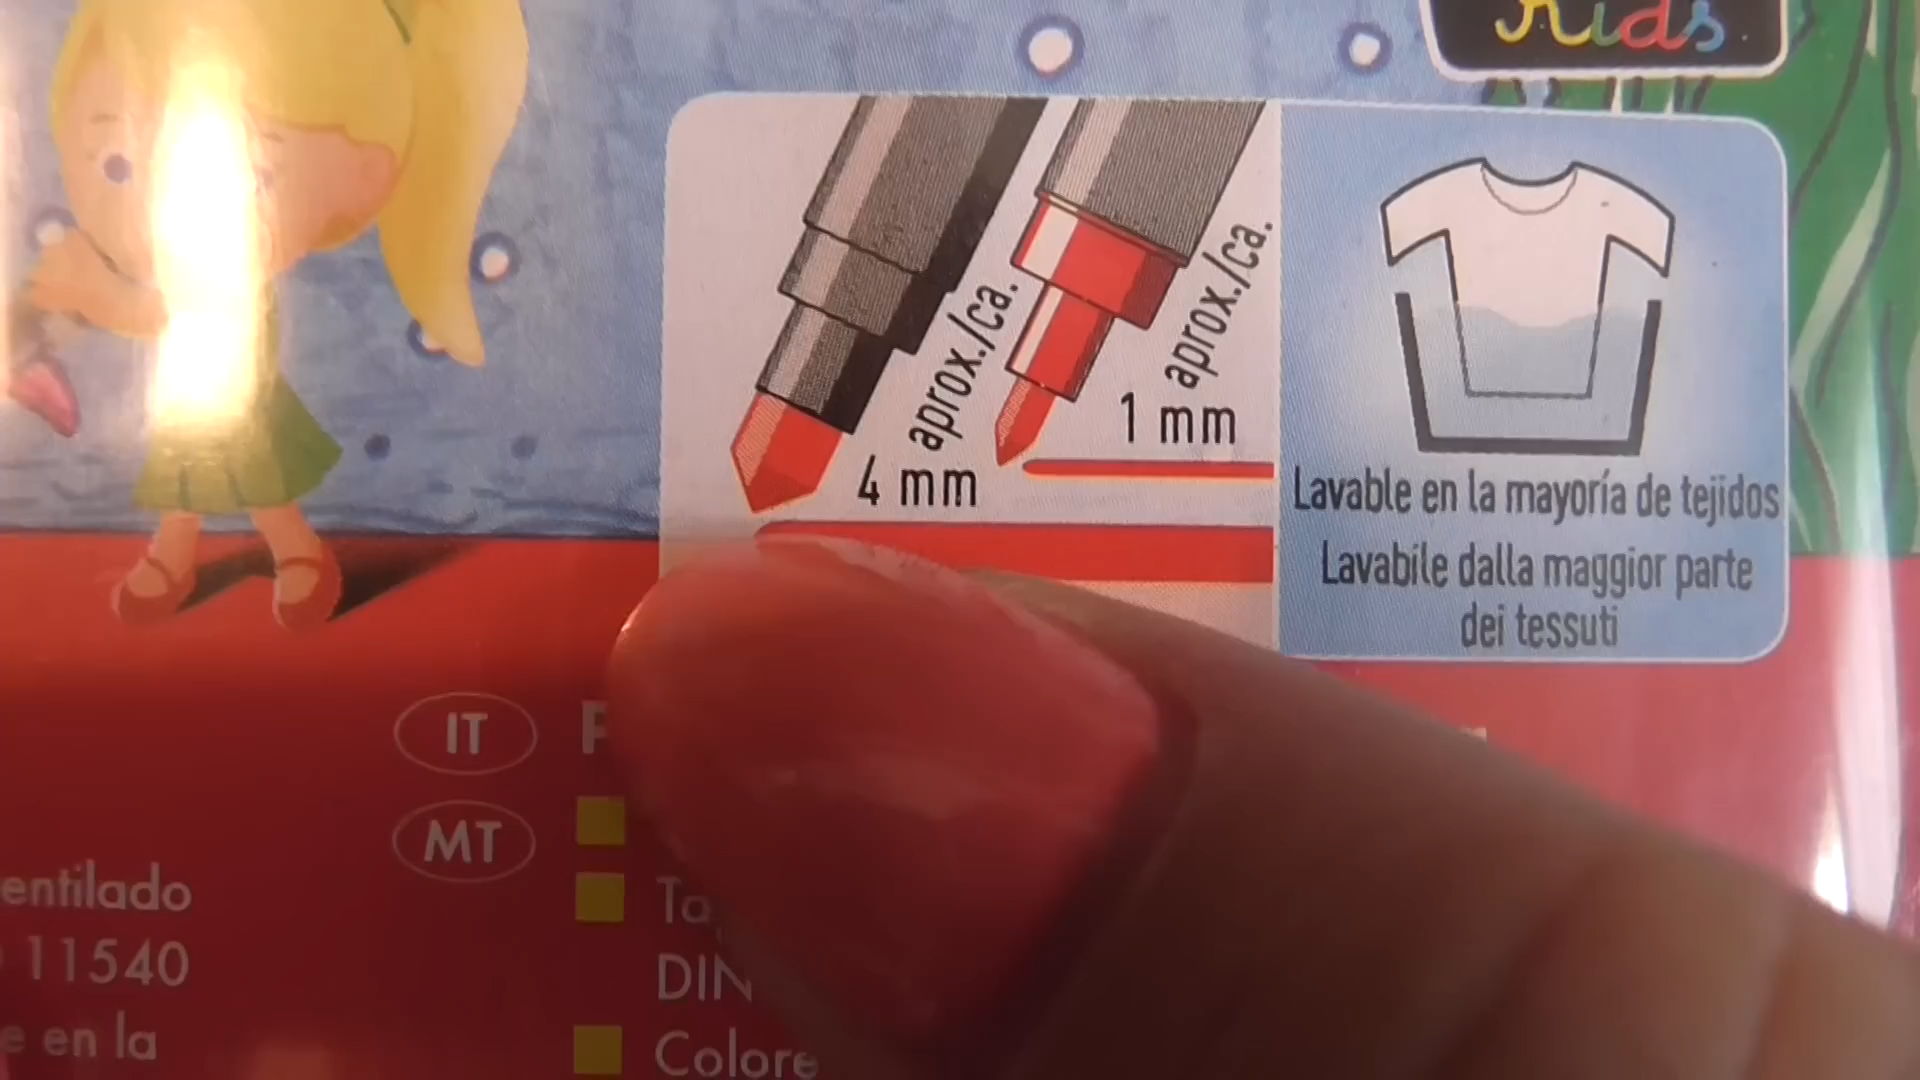 Kids
aprox./ca.
4 mm
aprox./ca.
1 mm
Lavable en la mayoría de tejidos
Lavabile dalla maggior parte
dei tessuti
IT
MT
entilado
11540
e en la
DIN
Colore